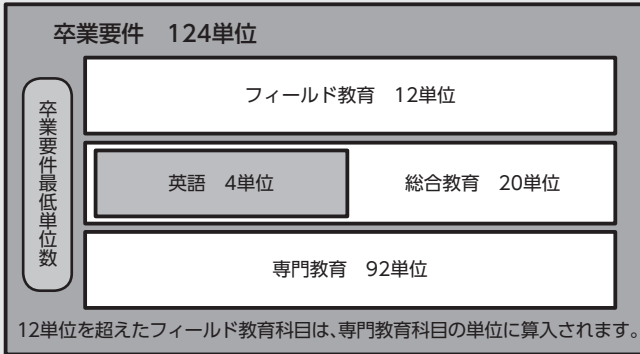 卒業要件 124単位
卒業要件最低単位数
フィールド教育 12単位
英語 4単位
総合教育 20単位
専門教育 92単位
12単位を超えたフィールド教育科目は、専門教育科目の単位に算入されます。